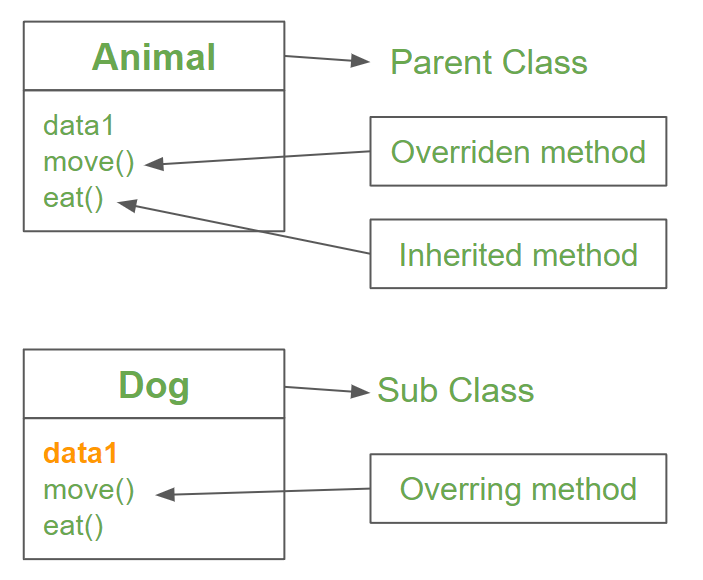 Animal
Parent Class
data1
move()
eat()
Overriden method
Inherited method
Dog
Sub Class
data1
move()
eat()
Overring method